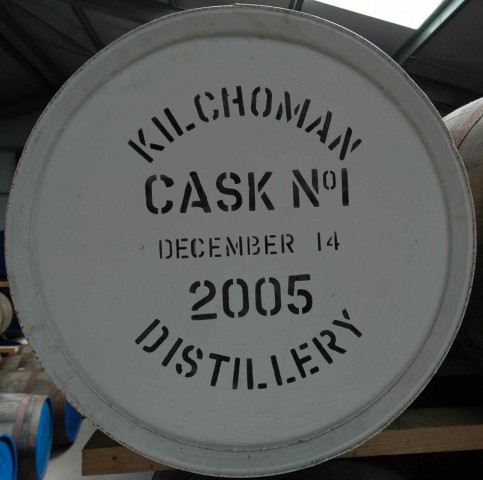 KILCHOMAN
CASK Nº1
DECEMBER 14
2005
DISTILLERY